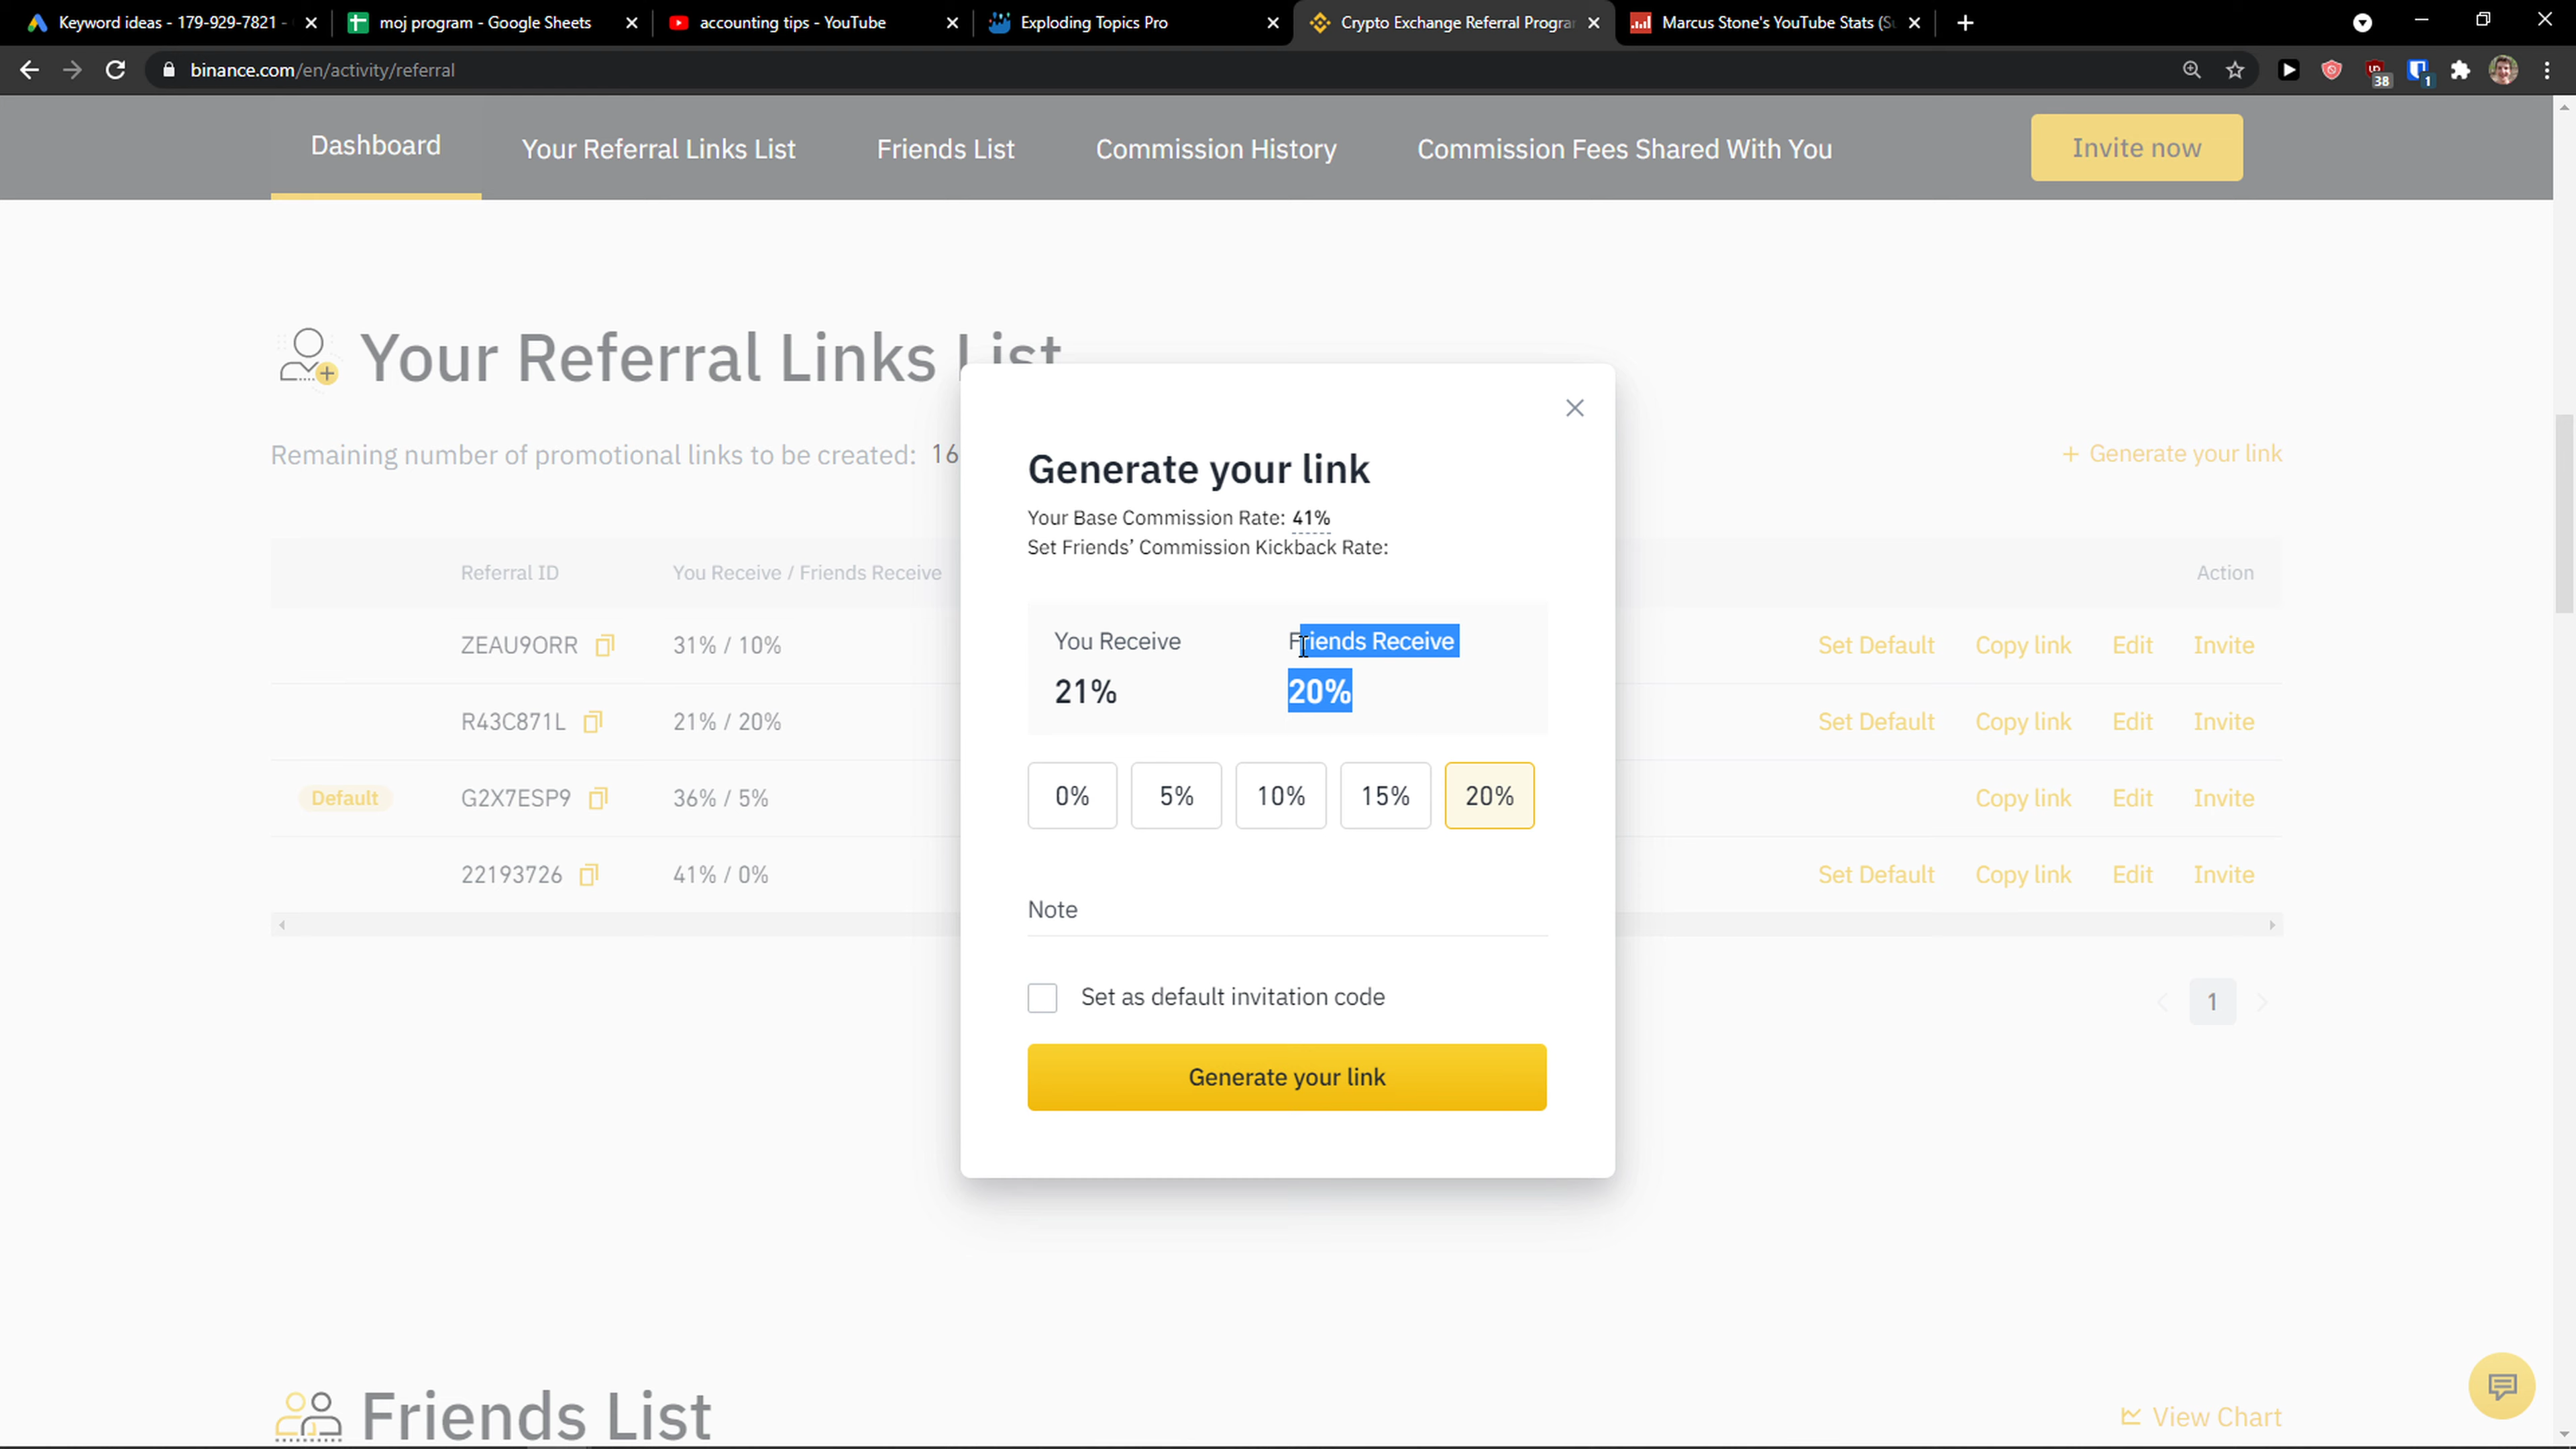 Keyword ideas - 179-929-7821 -
moj program - Google Sheets
accounting tips - YouTube
Exploding Topics Pro
Crypto Exchange Referral Progra
Marcus Stone's YouTube Stats (S
binance.com/en/activity/referral
38
1
Dashboard
Your Referral Links List
Friends List
Commission History
Commission Fees Shared With You
Invite now
Your Referral Links List
Remaining number of promotional links to be created: 16
+ Generate your link
Referral ID
You Receive / Friends Receive
Action
ZEAU9ORR
31% / 10%
Set Default
Copy link
Edit
Invite
R43C871L
21% / 20%
Set Default
Copy link
Edit
Invite
Default
G2X7ESP9
36% / 5%
Copy link
Edit
Invite
22193726
41% / 0%
Set Default
Copy link
Edit
Invite
1
Generate your link
Your Base Commission Rate: 41%
Set Friends' Commission Kickback Rate:
You Receive
Friends Receive
21%
20%
0%
5%
10%
15%
20%
Note
Set as default invitation code
Generate your link
Friends List
View Chart